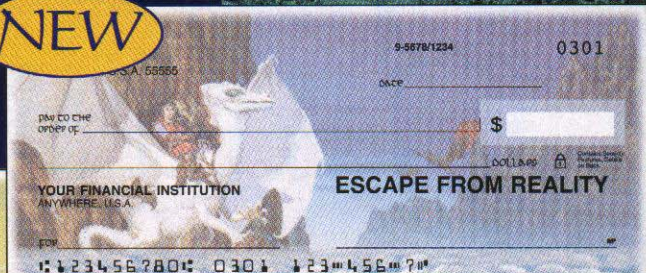 NEW
U.S.A. 55555
9-5678/1234
0301
DATE
PAY TO THE
ORDER OF
$
DOLLARS
YOUR FINANCIAL INSTITUTION
ANYWHERE, U.S.A.
ESCAPE FROM REALITY
FOR
MP
⑆123456780⑆ 0301 123⑈456⑈7⑈